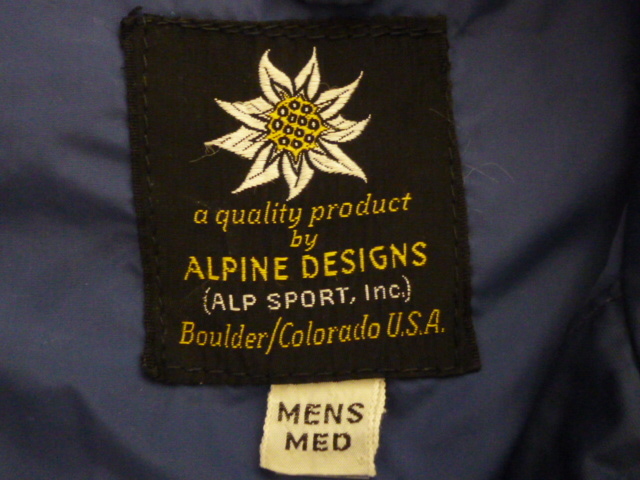 a quality product
by
ALPINE DESIGNS
(ALP SPORT, Inc.)
Boulder/Colorado U.S.A.
MENS
MED